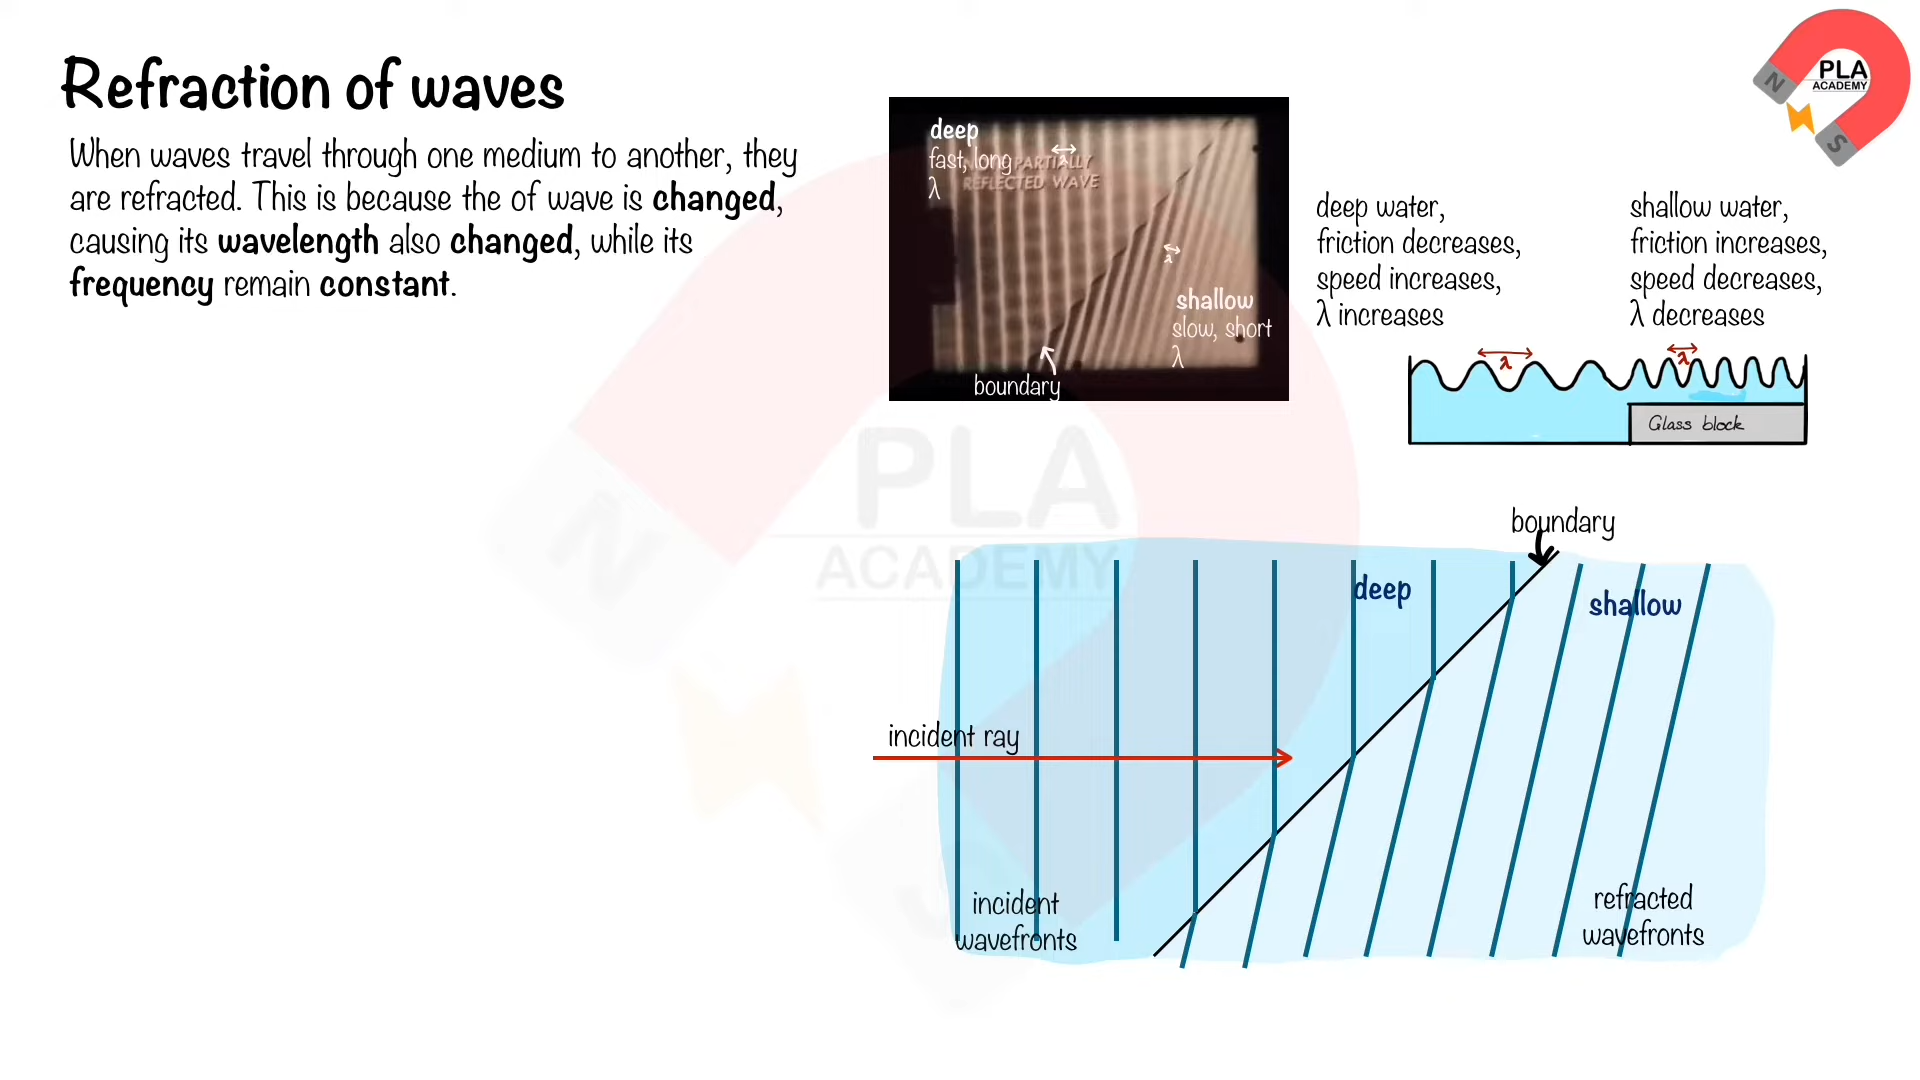 Refraction of waves
When waves travel through one medium to another, they
are refracted. This is because the of wave is changed,
causing its wavelength also changed, while its
frequency remain constant.
deep
fast, long
λ
PARTIALLY
REFLECTED WAVE
λ
λ
shallow
slow, short
λ
boundary
N
PLA
ACADEMY
S
deep water,
friction decreases,
speed increases,
λ increases
shallow water,
friction increases,
speed decreases,
λ decreases
λ
λ
Glass block
PLA
ACADEMY
N
boundary
deep
shallow
incident ray
incident
wavefronts
refracted
wavefronts